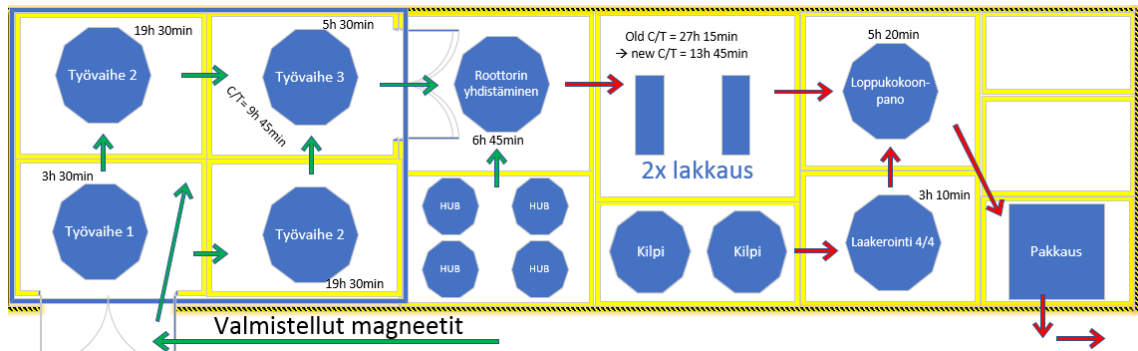 19h 30min
Työvaihe 2
5h 30min
Työvaihe 3
C/T= 9h 45min
Roottorin
yhdistäminen
6h 45min
Old C/T = 27h 15min
→ new C/T = 13h 45min
2x lakkaus
5h 20min
Loppukokoon-
pano
3h 30min
Työvaihe 1
Työvaihe 2
19h 30min
HUB
HUB
HUB
HUB
Kilpi
Kilpi
3h 10min
Laakerointi 4/4
Pakkaus
Valmistellut magneetit